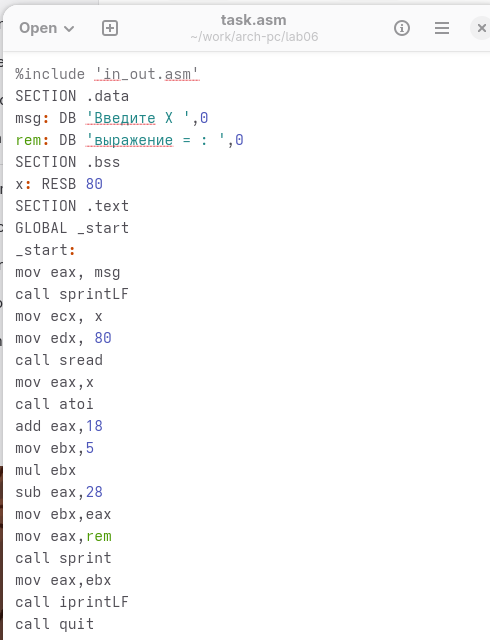 Open
task.asm
~/work/arch-pc/lab06
%include 'in_out.asm'
SECTION .data
msg: DB 'Введите X ',0
rem: DB 'выражение = : ',0
SECTION .bss
x: RESB 80
SECTION .text
GLOBAL _start
_start:
mov eax, msg
call sprintLF
mov ecx, x
mov edx, 80
call sread
mov eax,x
call atoi
add eax,18
mov ebx,5
mul ebx
sub eax,28
mov ebx,eax
mov eax,rem
call sprint
mov eax,ebx
call iprintLF
call quit